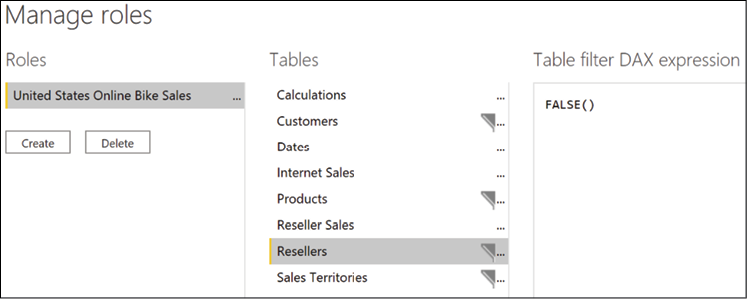 Manage roles
Roles
United States Online Bike Sales ...
Create Delete
Tables
Calculations ...
Customers ...
Dates ...
Internet Sales ...
Products ...
Reseller Sales ...
Resellers ...
Sales Territories ...
Table filter DAX expression
FALSE()